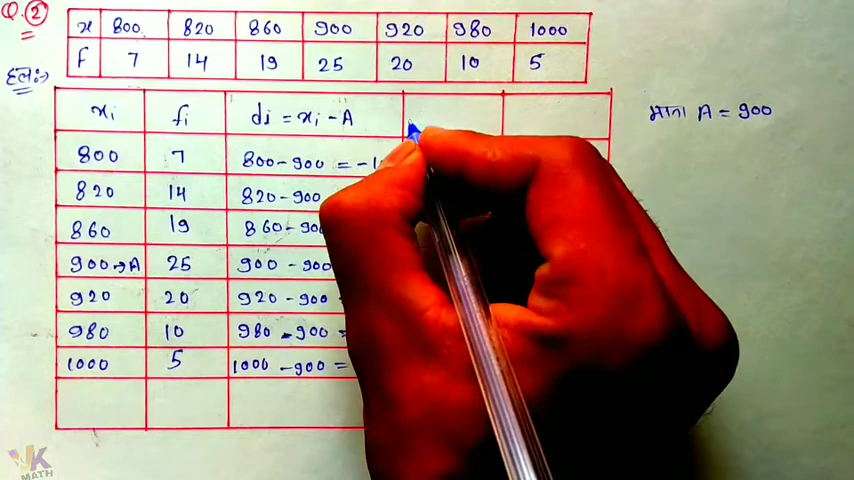 Q.②
x 800 820 860 900 920 980 1000
f 7 14 19 25 20 10 5
हल:→
xi fi di = xi - A
माना A = 900
800 7 800-900 = -1
820 14 820-900
860 19 860-90
900→A 25 900-900
920 20 920-900
980 10 980-900 =
1000 5 1000-900 =
VK
MATH